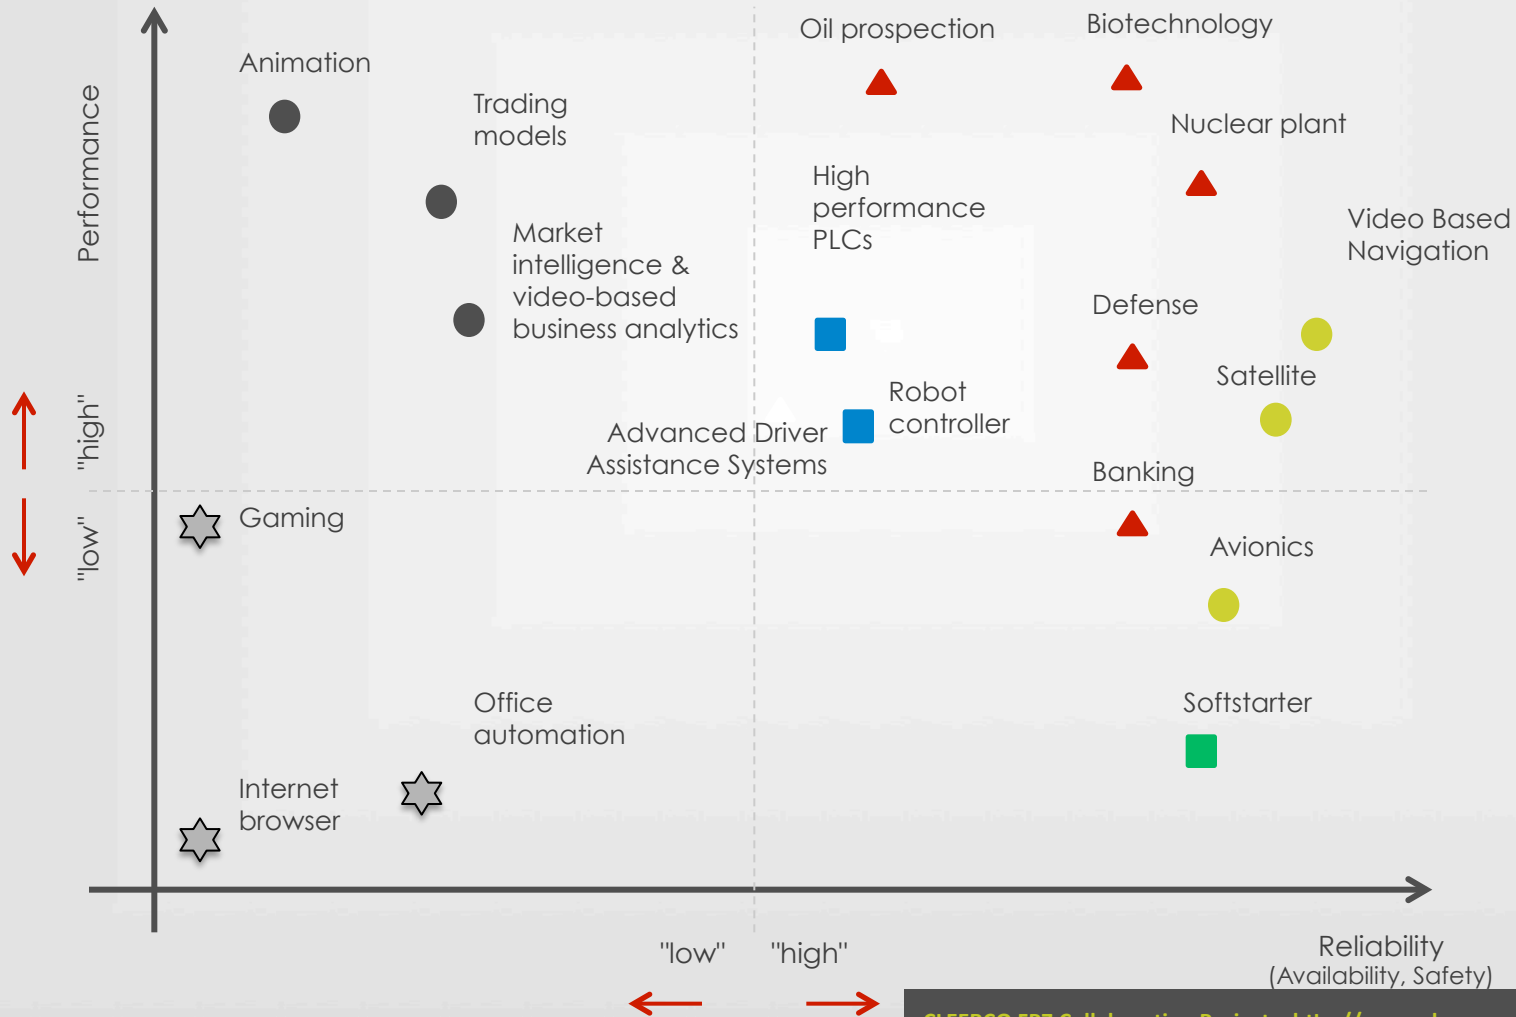 Oil prospection
Biotechnology
Animation
Trading
models
Nuclear plant
Performance
High
performance
PLCs
Video Based
Navigation
Market
intelligence &
video-based
business analytics
Defense
Satellite
Robot
controller
"high"
Advanced Driver
Assistance Systems
Banking
"low"
Gaming
Avionics
Office
automation
Softstarter
Internet
browser
"low"
"high"
Reliability
(Availability, Safety)